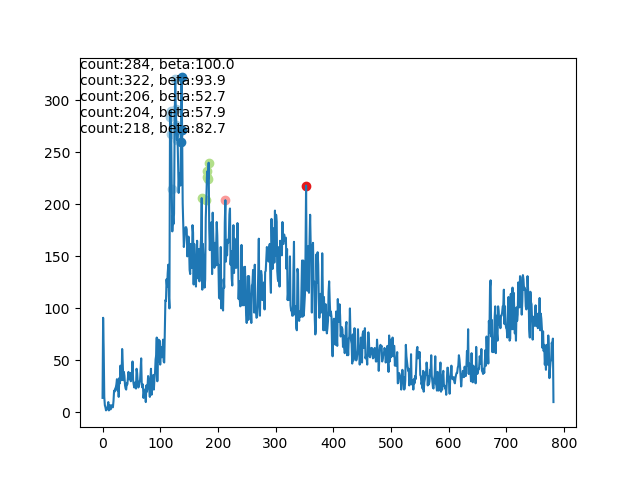 count:284, beta:100.0
count:322, beta:93.9
count:206, beta:52.7
count:204, beta:57.9
count:218, beta:82.7
300
250
200
150
100
50
0
0 100 200 300 400 500 600 700 800